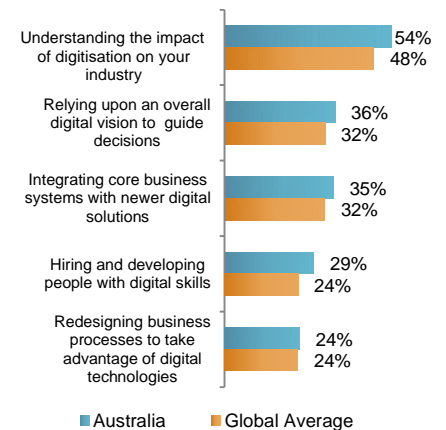 Understanding the impact
of digitisation on your
industry
54%
48%
Relying upon an overall
digital vision to guide
decisions
36%
32%
Integrating core business
systems with newer digital
solutions
35%
32%
Hiring and developing
people with digital skills
29%
24%
Redesigning business
processes to take
advantage of digital
technologies
24%
24%
Australia
Global Average